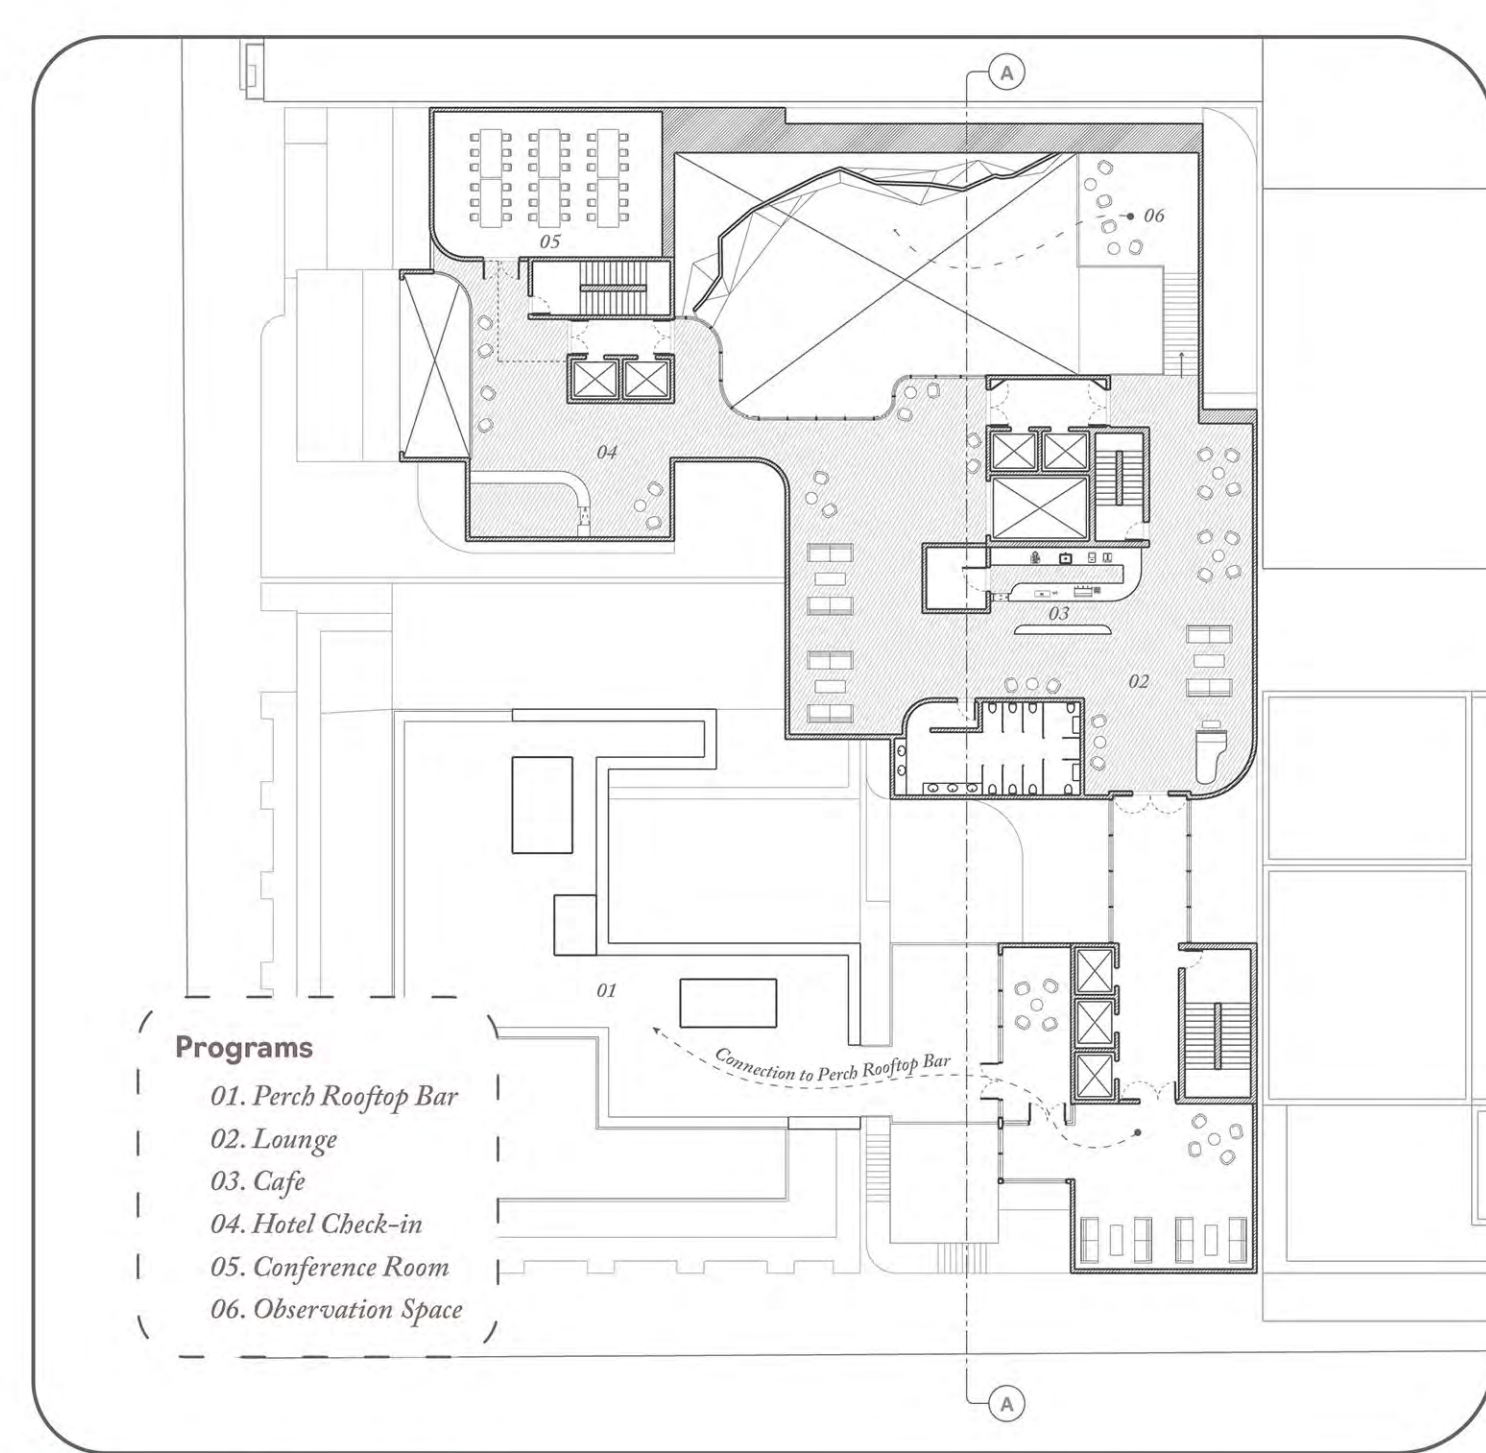 A
06
05
04
03
02
01
Connection to Perch Rooftop Bar
Programs
01. Perch Rooftop Bar
02. Lounge
03. Cafe
04. Hotel Check-in
05. Conference Room
06. Observation Space
A